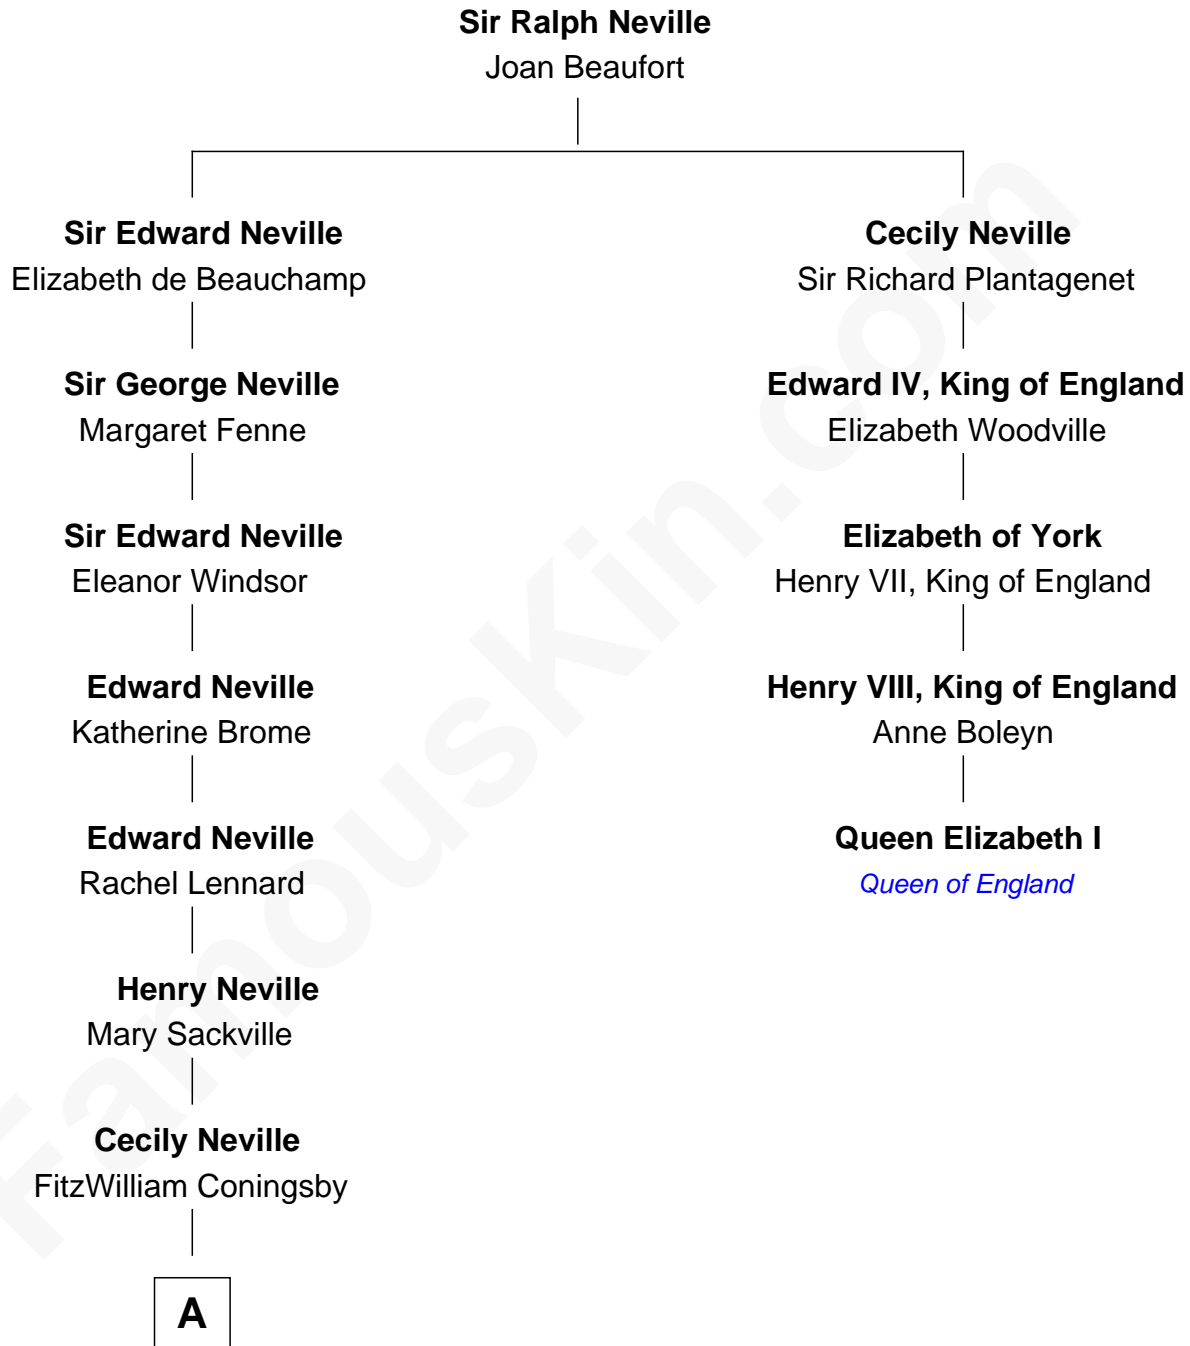 Sir Ralph Neville
Joan Beaufort
Sir Edward Neville
Elizabeth de Beauchamp
Cecily Neville
Sir Richard Plantagenet
Sir George Neville
Margaret Fenne
Edward IV, King of England
Elizabeth Woodville
Sir Edward Neville
Eleanor Windsor
Elizabeth of York
Henry VII, King of England
Edward Neville
Katherine Brome
Henry VIII, King of England
Anne Boleyn
Edward Neville
Rachel Lennard
Queen Elizabeth I
Queen of England
Henry Neville
Mary Sackville
Cecily Neville
FitzWilliam Coningsby
A
FamousKin.com